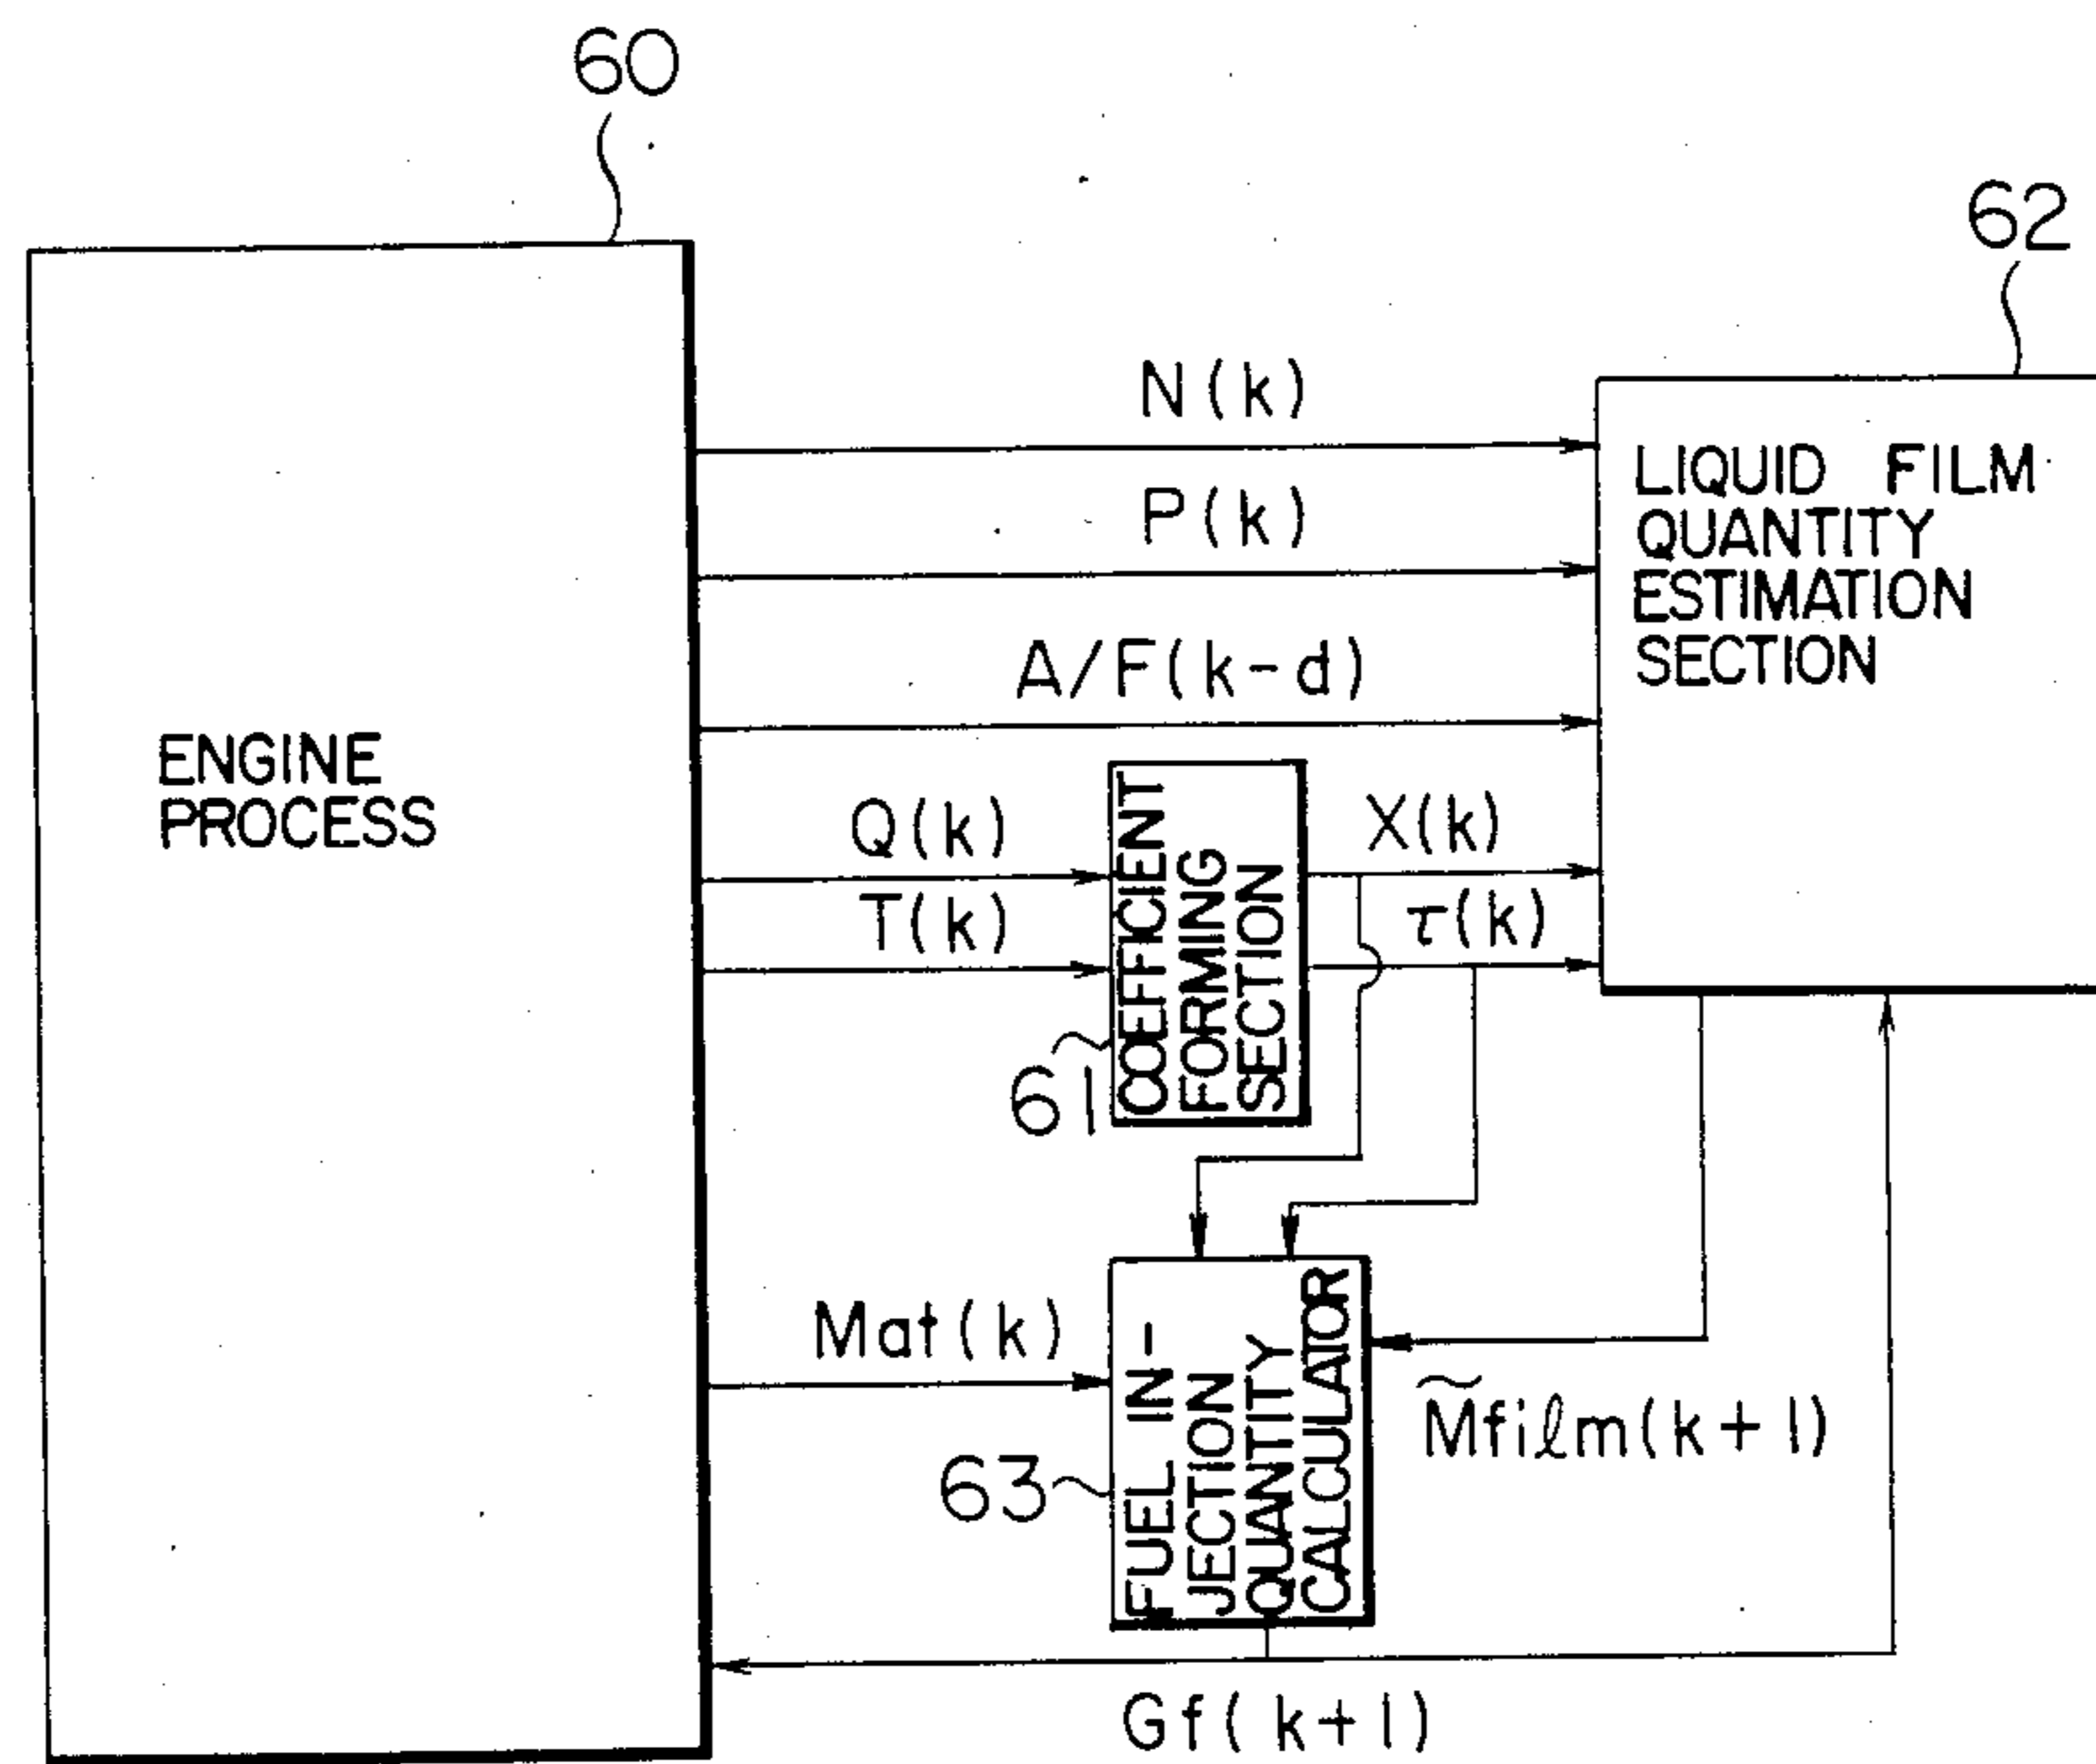 60
62
N(k)
P(k)
A/F(k-d)
LIQUID FILM
QUANTITY
ESTIMATION
SECTION
ENGINE
PROCESS
Q(k)
T(k)
COEFFICIENT
FORMING
SECTION
X(k)
τ(k)
61
Mat(k)
FUEL IN-
JECTION
QUANTITY
CALCULATOR
M̃film(k+1)
63
Gf(k+1)